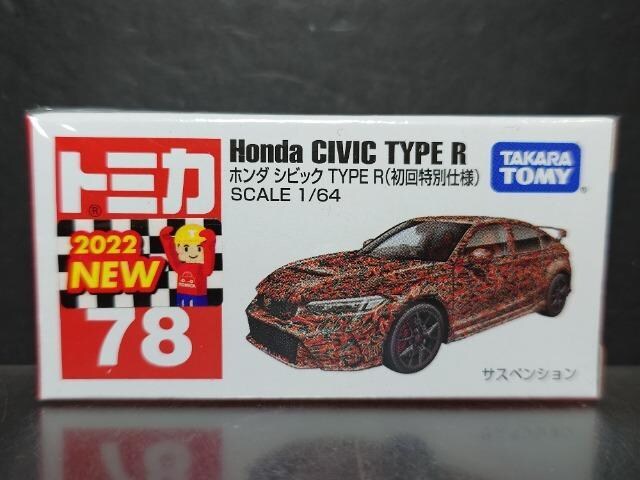 トミカ
®
2022
NEW
78
Honda CIVIC TYPE R
ホンダ シビック TYPE R(初回特別仕様)
SCALE 1/64
TAKARA
TOMY
®
サスペンション